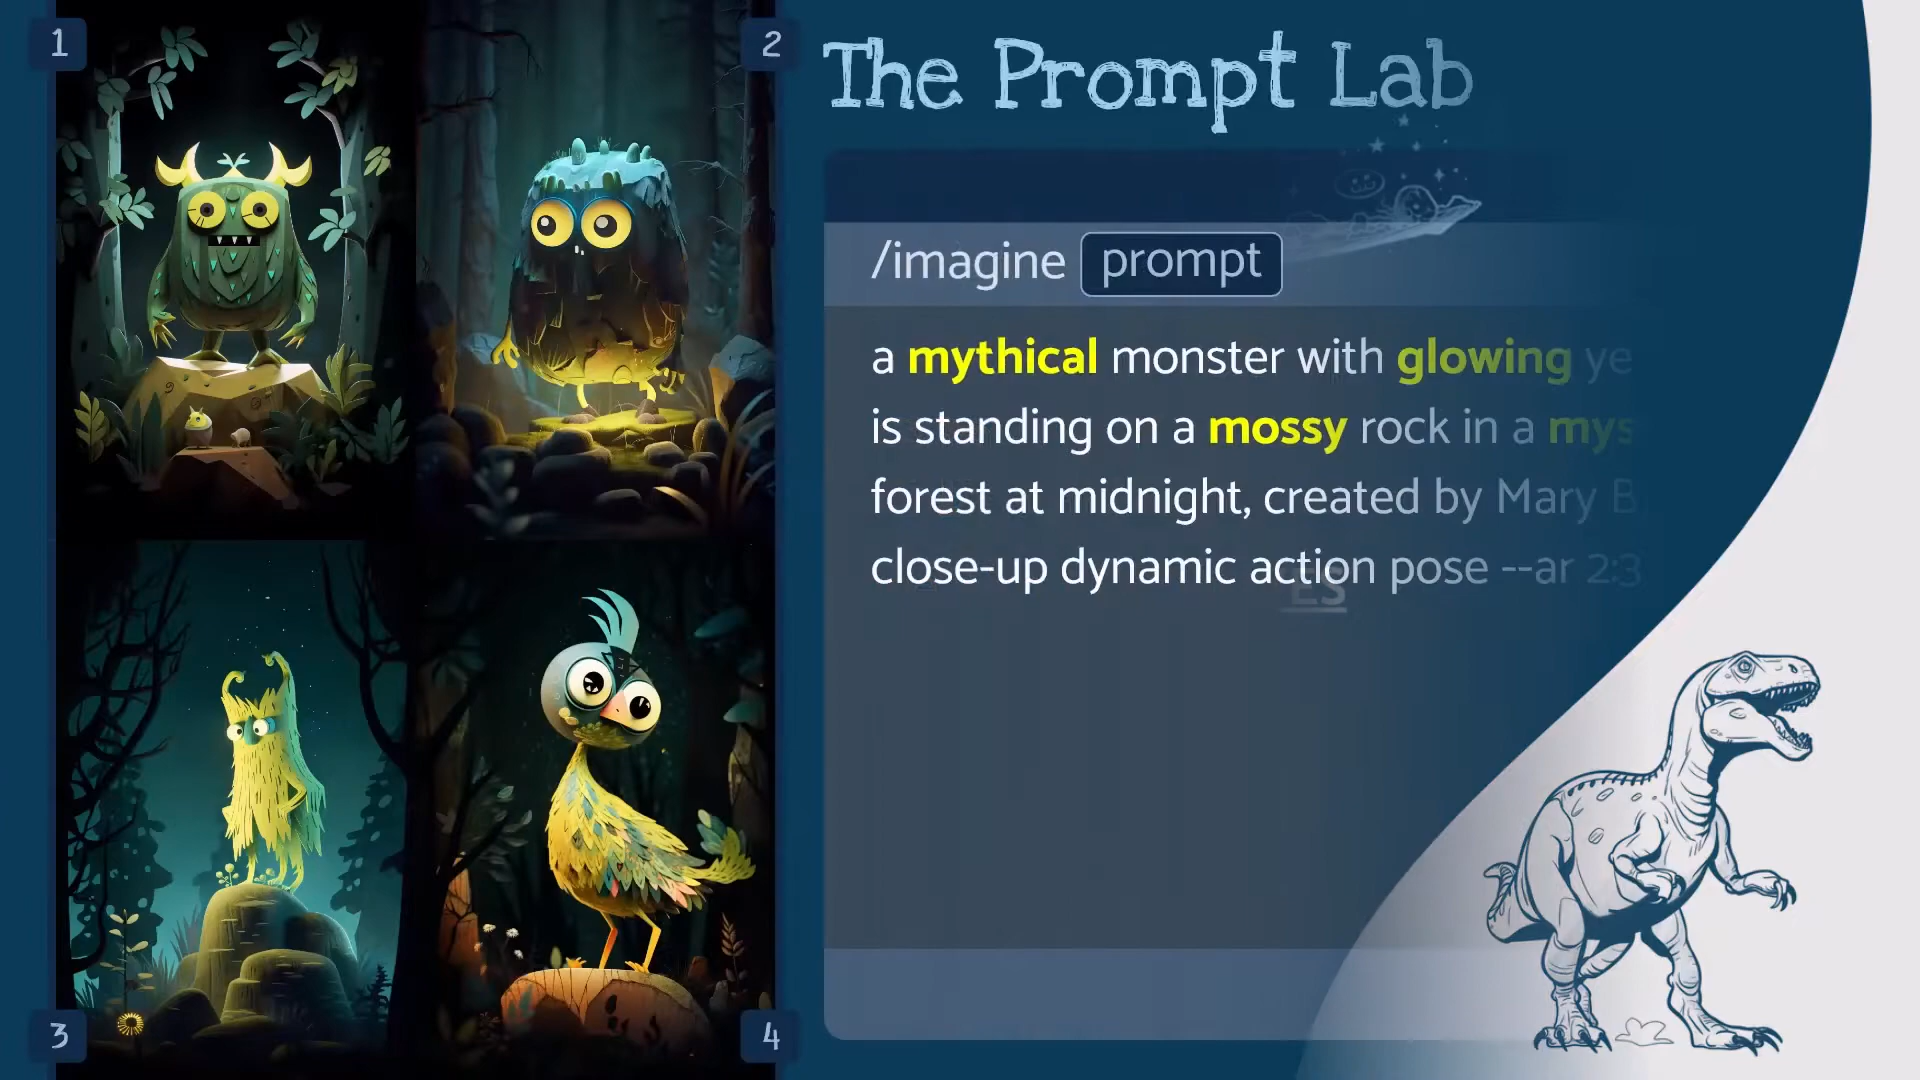 1
2
The Prompt Lab
/imagine prompt
a mythical monster with glowing
is standing on a mossy rock in a
forest at midnight, created by Mary
close-up dynamic action pose --ar 2:3
ES
3
4